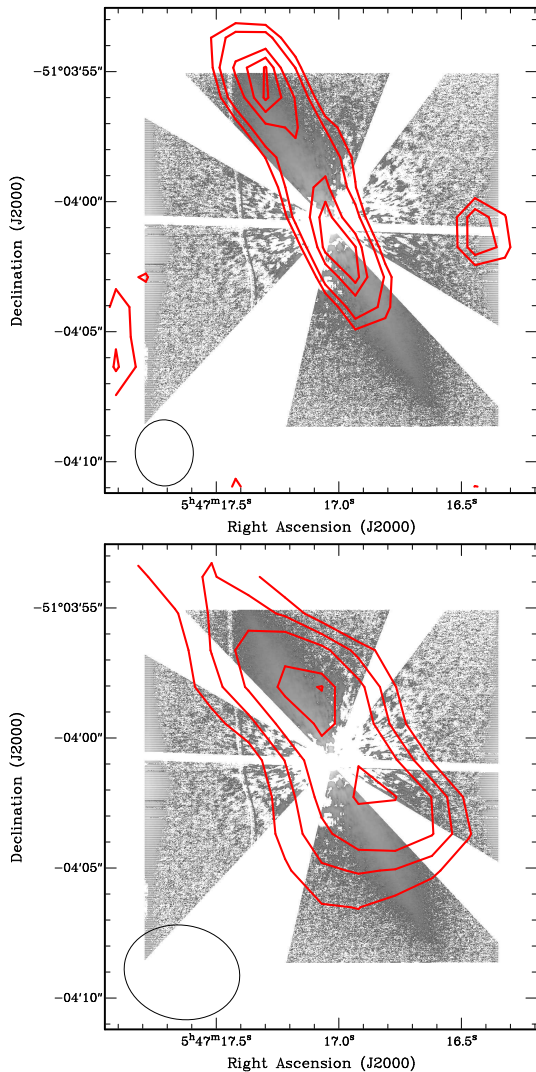 −51°03′55″
−04′00″
−04′05″
−04′10″
Declination (J2000)
5ʰ47ᵐ17.5ˢ 17.0ˢ 16.5ˢ
Right Ascension (J2000)
−51°03′55″
−04′00″
−04′05″
−04′10″
Declination (J2000)
5ʰ47ᵐ17.5ˢ 17.0ˢ 16.5ˢ
Right Ascension (J2000)